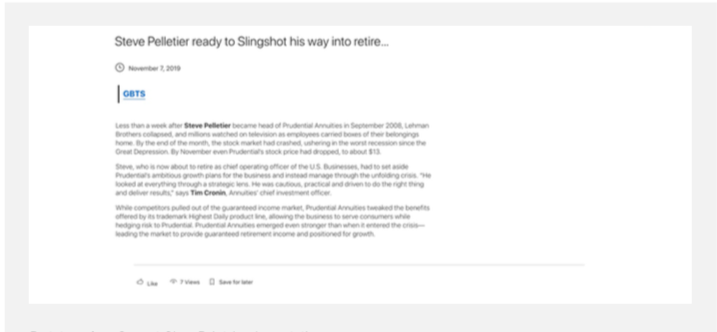 Steve Pelletier ready to Slingshot his way into retire...
November 7, 2019
GBTS
Less than a week after Steve Pelletier became head of Prudential Annuities in September 2008, Lehman
Brothers collapsed, and millions watched on television as employees carried boxes of their belongings
home. By the end of the month, the stock market had crashed, ushering in the worst recession since the
Great Depression. By November even Prudential's stock price had dropped, to about $13.
Steve, who is now about to retire as chief operating officer of the U.S. Businesses, had to set aside
Prudential's ambitious growth plans for the business and instead manage through the unfolding crisis. "He
looked at everything through a strategic lens. He was cautious, practical and driven to do the right thing
and deliver results," says Tim Cronin, Annuities' chief investment officer.
While competitors pulled out of the guaranteed income market, Prudential Annuities tweaked the benefits
offered by its trademark Highest Daily product line, allowing the business to serve consumers while
hedging risk to Prudential. Prudential Annuities emerged even stronger than when it entered the crisis—
leading the market to provide guaranteed retirement income and positioned for growth.
Like 7 Views Save for later